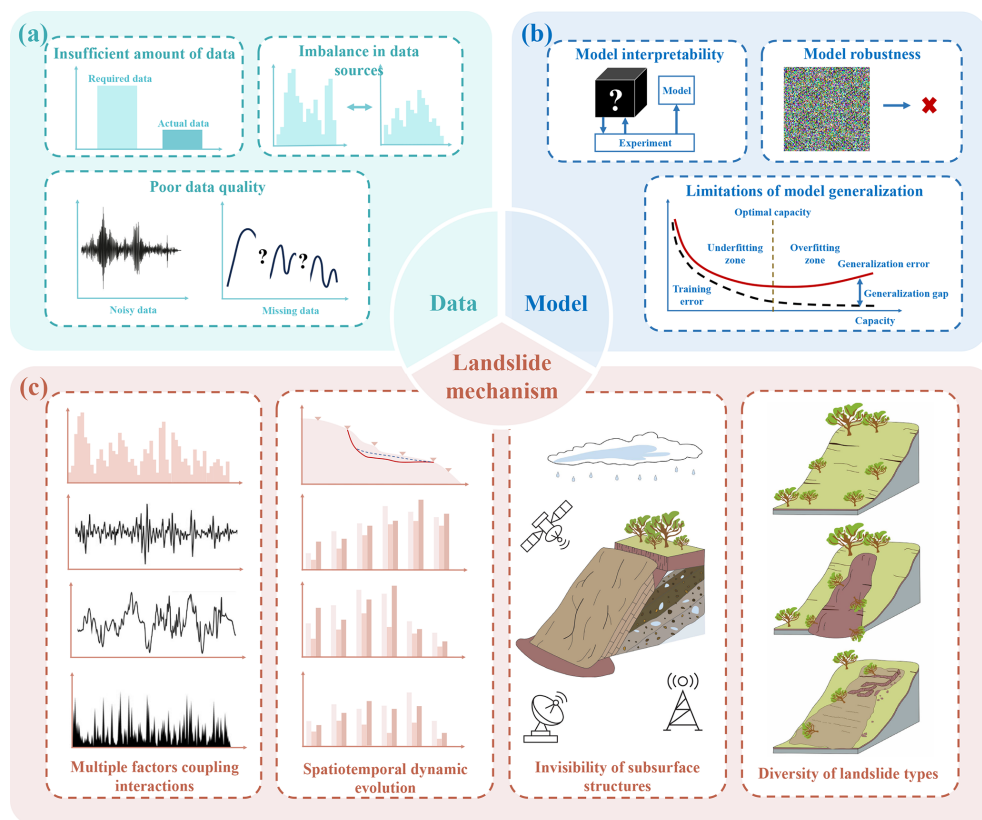 (a)
Insufficient amount of data
Required data
Actual data
Imbalance in data
sources
Poor data quality
?
?
Noisy data
Missing data
Data
(b)
Model interpretability
?
Model
Experiment
Model robustness
Limitations of model generalization
Optimal capacity
Underfitting
zone
Overfitting
zone
Generalization error
Training
error
Generalization gap
Capacity
Model
Landslide
mechanism
(c)
Multiple factors coupling
interactions
Spatiotemporal dynamic
evolution
Invisibility of subsurface
structures
Diversity of landslide types